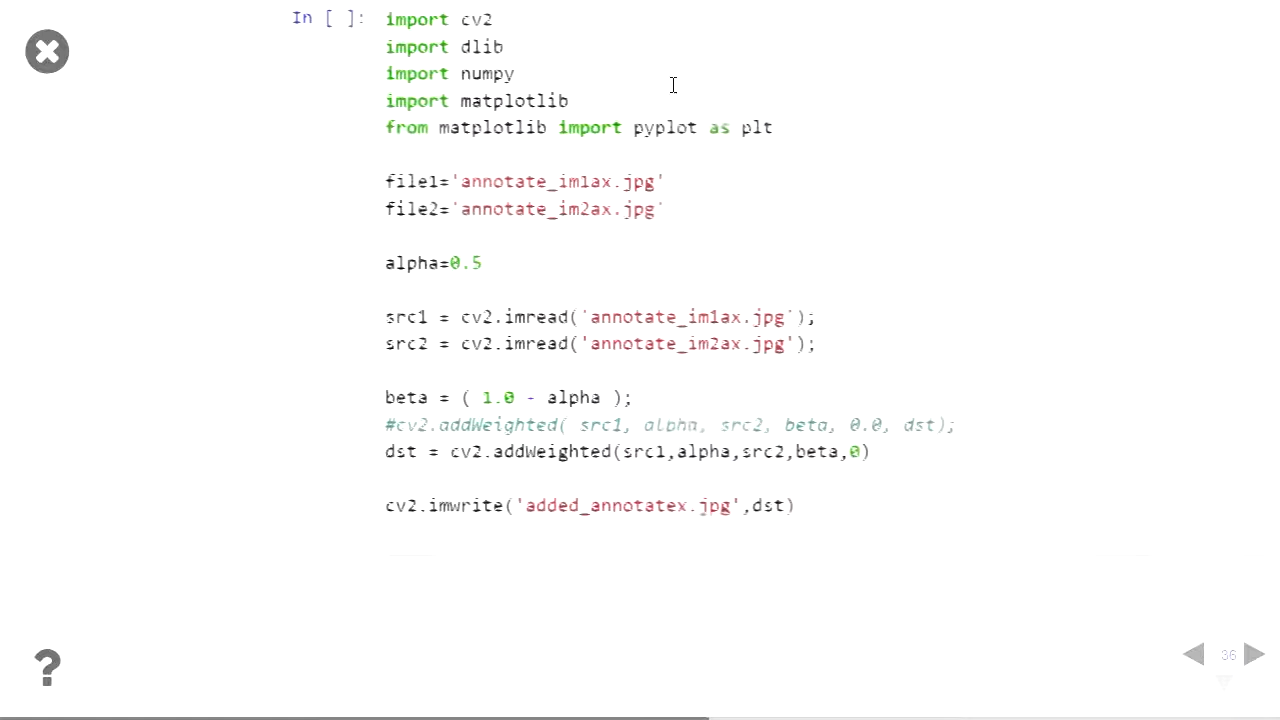 In [ ]: import cv2
import dlib
import numpy
import matplotlib
from matplotlib import pyplot as plt
file1='annotate_im1ax.jpg'
file2='annotate_im2ax.jpg'
alpha=0.5
src1 = cv2.imread('annotate_im1ax.jpg');
src2 = cv2.imread('annotate_im2ax.jpg');
beta = ( 1.0 - alpha );
#cv2.addWeighted( src1, alpha, src2, beta, 0.0, dst);
dst = cv2.addWeighted(src1,alpha,src2,beta,0)
cv2.imwrite('added_annotatex.jpg',dst)
?
36